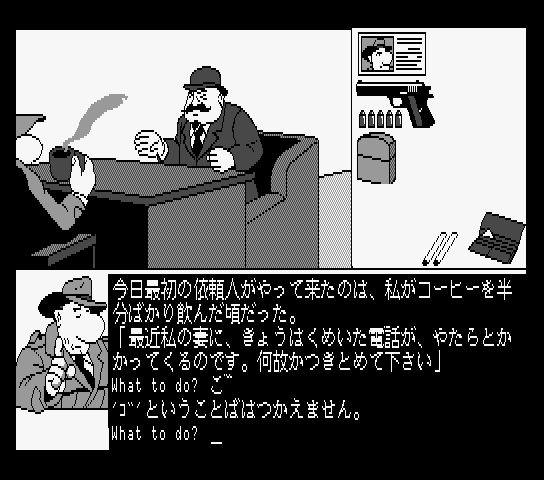 今日最初の依頼人がやって来たのは、私がコーヒーを半
分ばかり飲んだ頃だった。
「最近私の妻に、きょうはくめいた電話が、やたらとか
かってくるのです。何故かつきとめて下さい」
What to do? ご
'ｺﾞ'ということばはつかえません。
What to do? _